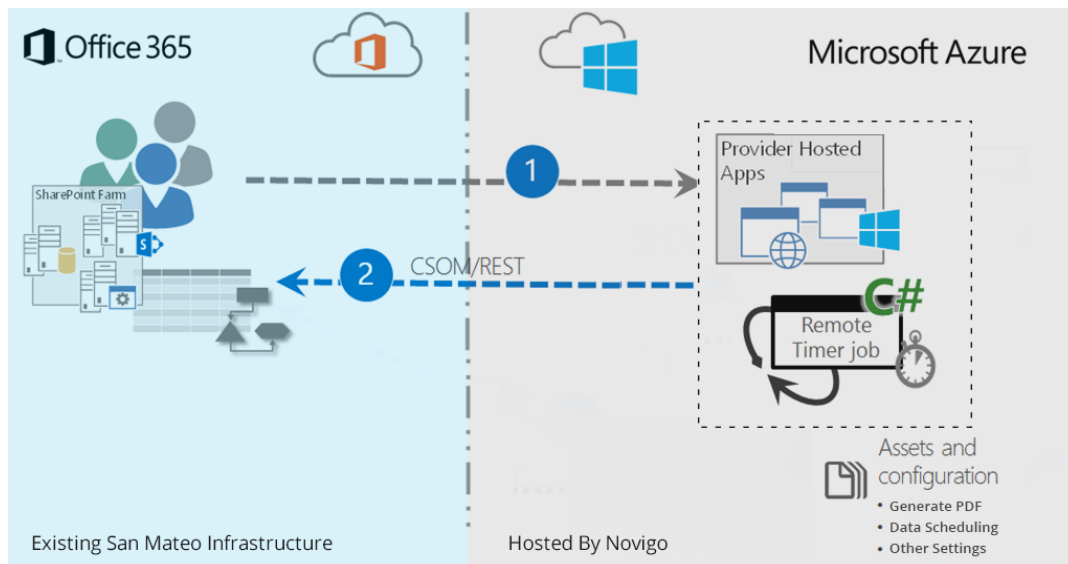 Office 365
Microsoft Azure
Provider Hosted
Apps
1
SharePoint Farm
S
2
CSOM/REST
C#
Remote
Timer job
Assets and
configuration
• Generate PDF
• Data Scheduling
• Other Settings
Existing San Mateo Infrastructure
Hosted By Novigo